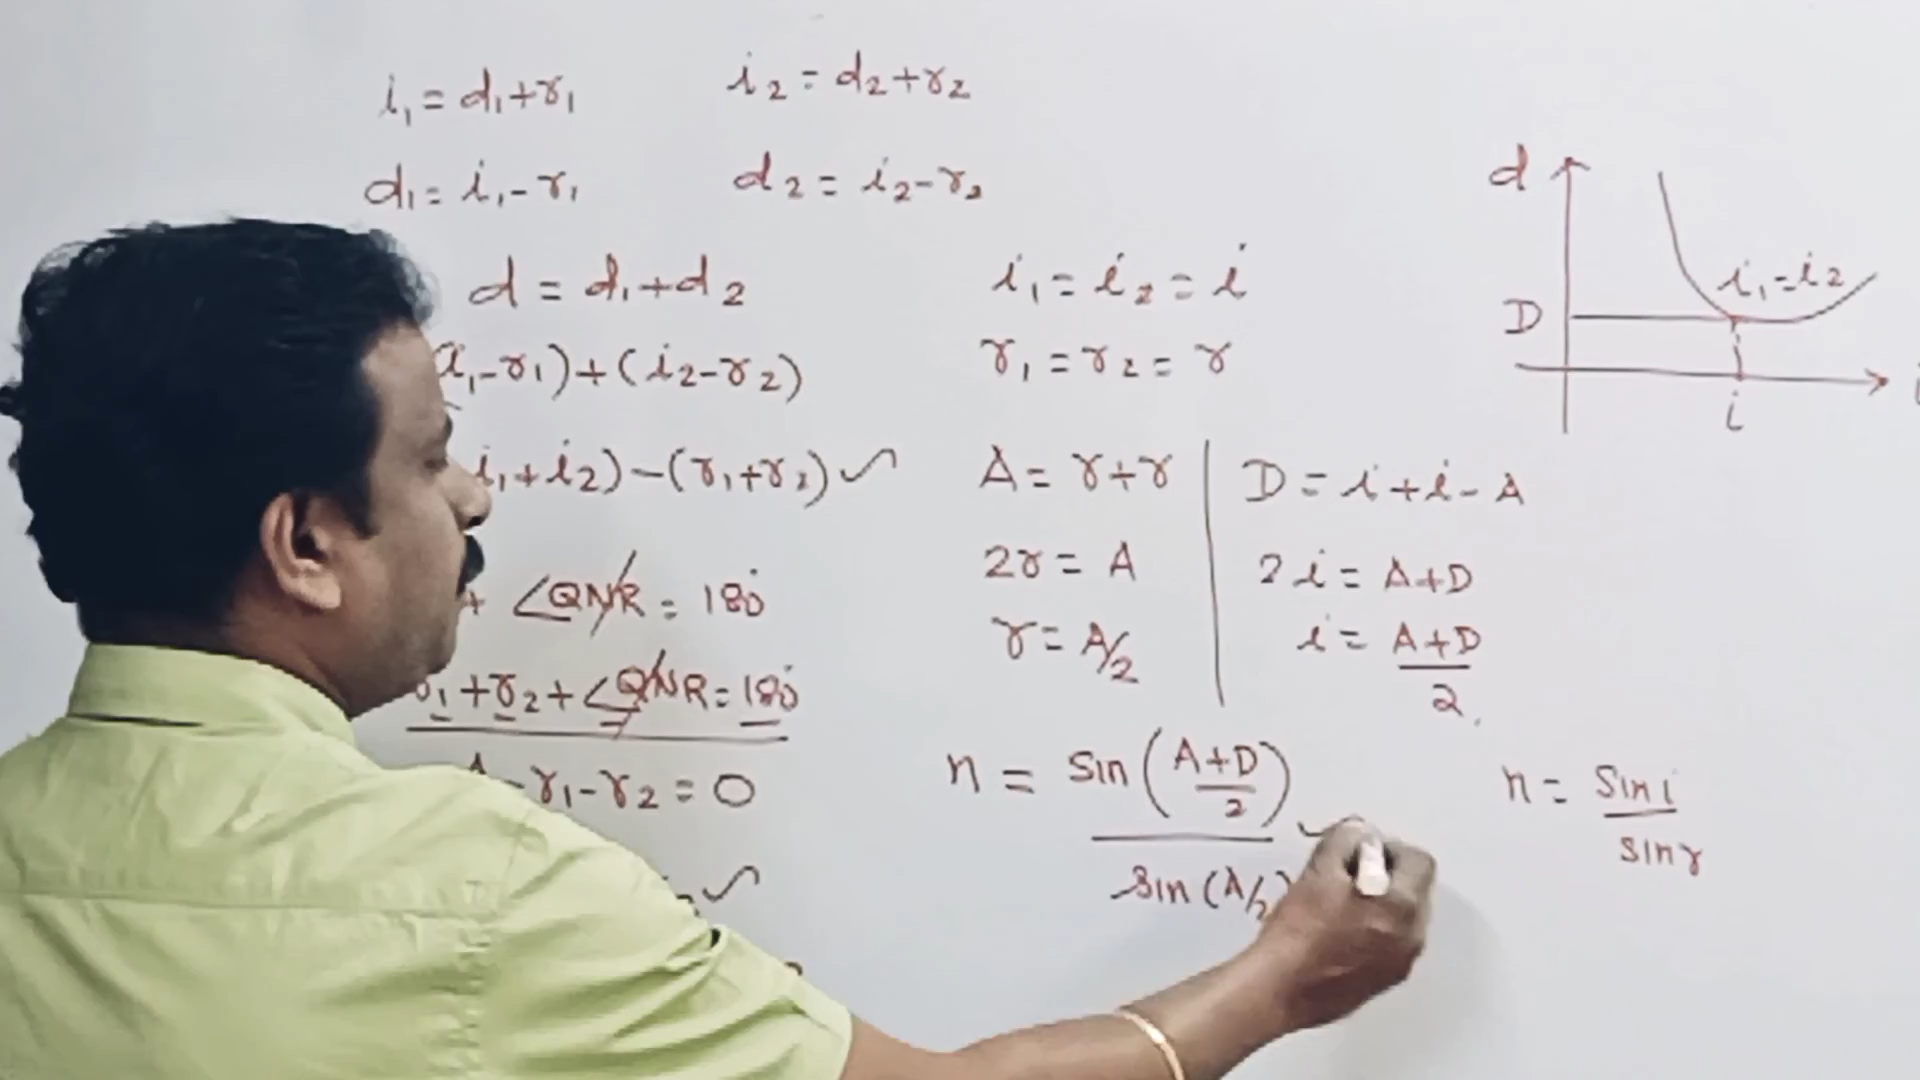 i₁ = d₁+r₁
i₂ = d₂+r₂
d₁ = i₁-r₁
d₂ = i₂-r₂
d = d₁+d₂
i₁-r₁)+(i₂-r₂)
i₁+i₂)-(r₁+r₂)
+ ∠QNR = 180°
r₁+r₂+∠QNR = 180°
-r₁-r₂ = 0
i₁ = i₂ = i
r₁ = r₂ = r
A = r+r
2r = A
r = A/2
D = i+i-A
2i = A+D
i = A+D
2
n = sin(A+D/2)
sin(A/2)
d
i₁=i₂
D
i
n = Sin i
sin r